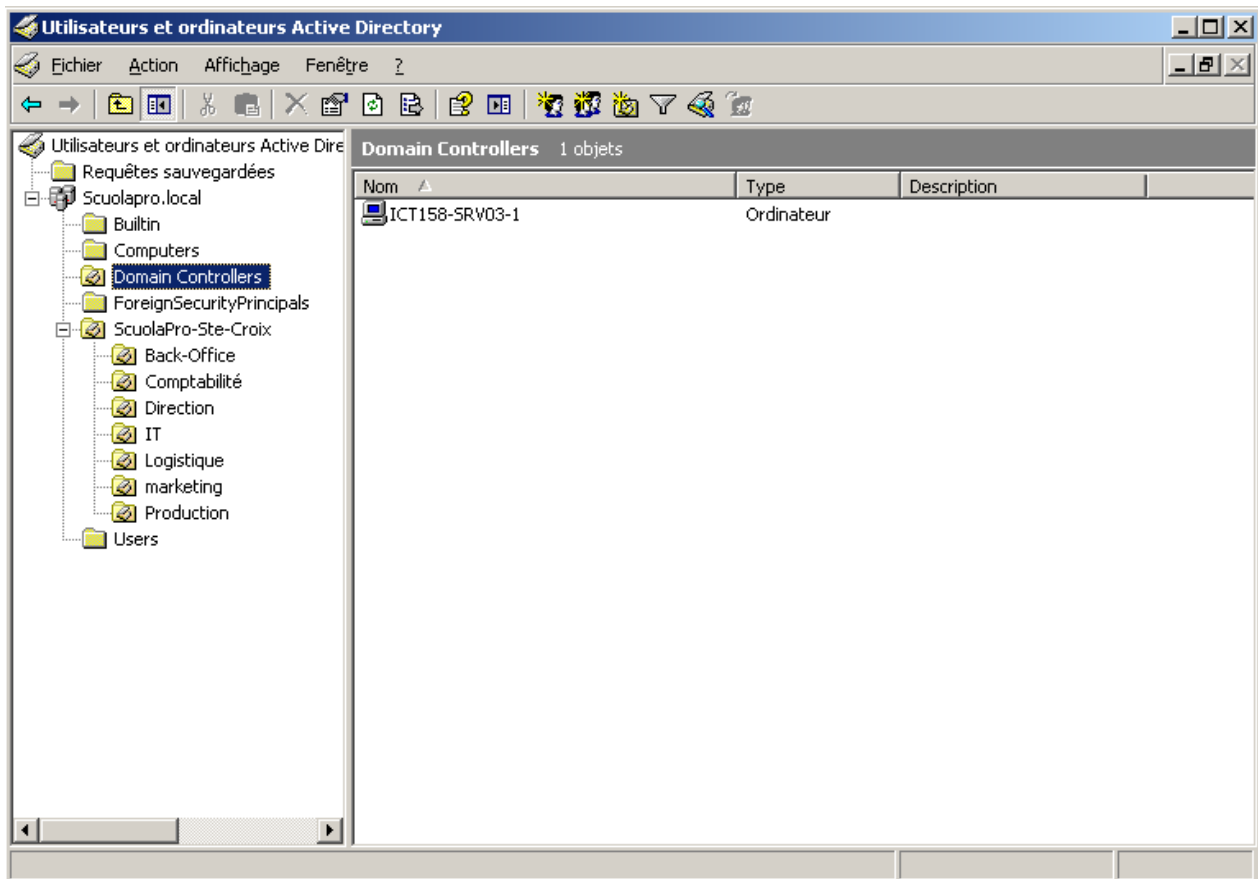 Utilisateurs et ordinateurs Active Directory
Fichier Action Affichage Fenêtre ?
Utilisateurs et ordinateurs Active Dire
Requêtes sauvegardées
Scuolapro.local
Builtin
Computers
Domain Controllers
ForeignSecurityPrincipals
ScuolaPro-Ste-Croix
Back-Office
Comptabilité
Direction
IT
Logistique
marketing
Production
Users
Domain Controllers 1 objets
Nom Type Description
ICT158-SRV03-1 Ordinateur